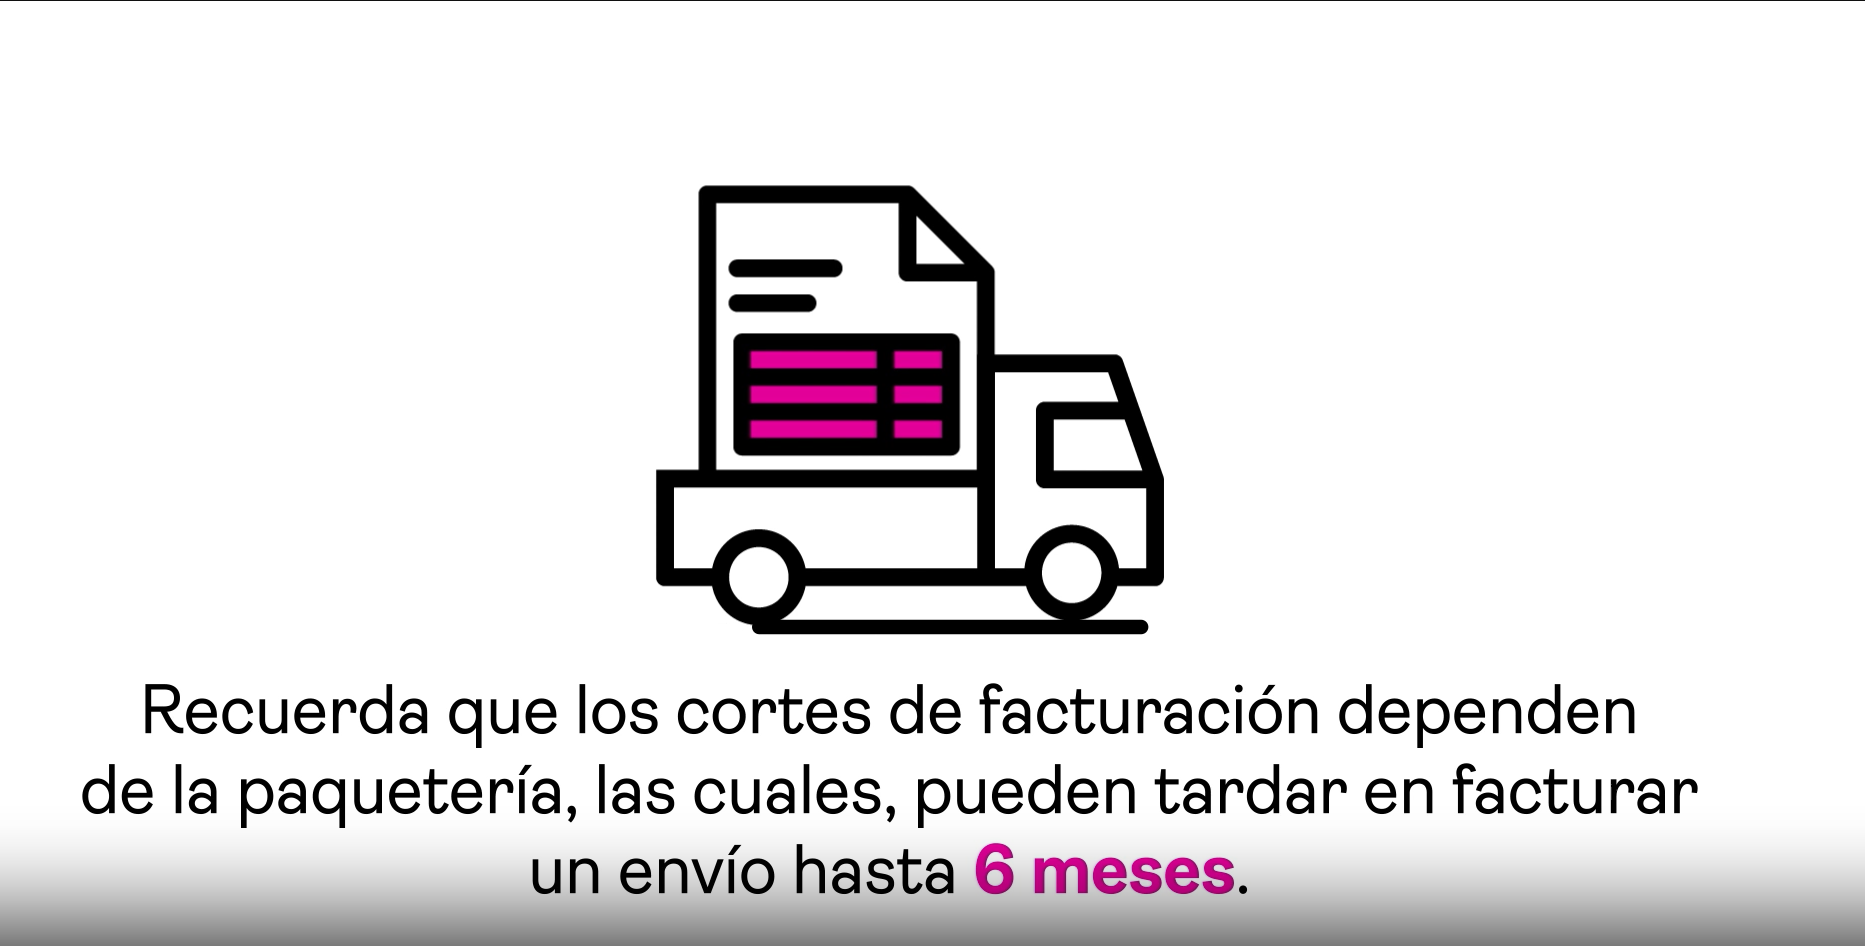 Recuerda que los cortes de facturación dependen
de la paquetería, las cuales, pueden tardar en facturar
un envío hasta 6 meses.